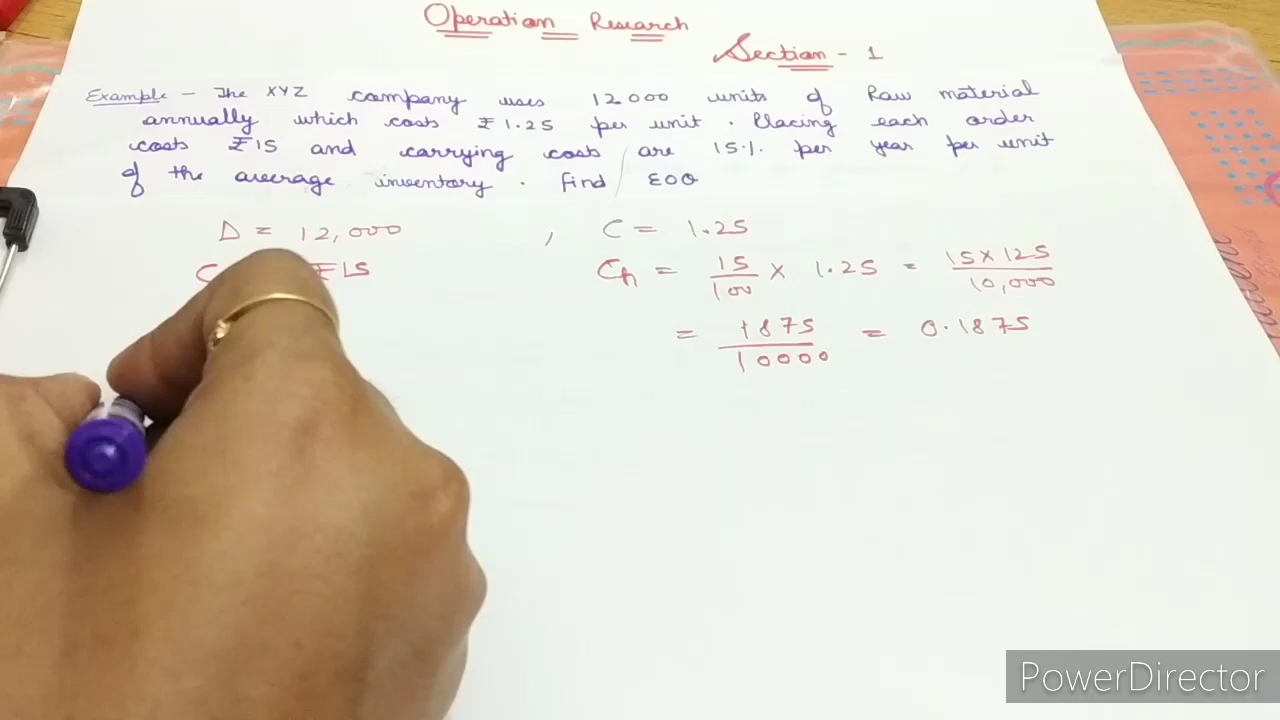 Operation Research
Section - 1
Example - The XYZ company uses 12000 units of Raw material
annually which costs ₹1.25 per unit. Placing each order
costs ₹15 and carrying costs are 15% per year per unit
of the average inventory. Find EOQ
D = 12,000 , C = 1.25
C ₹15 Ch = 15/100 × 1.25 = 15×125/10,000
= 1875/10000 = 0.1875
PowerDirector